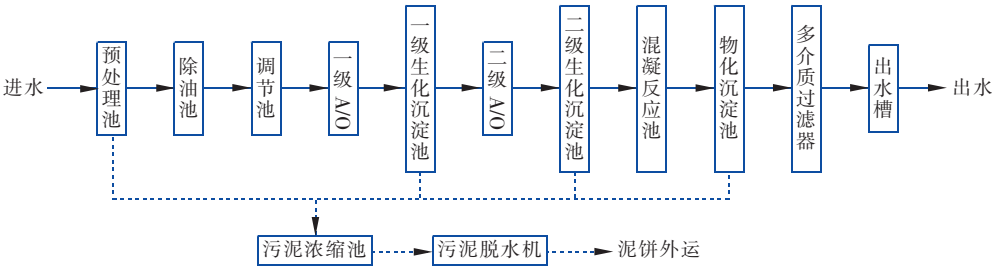 进水
预处理池
除油池
调节池
一级 A/O
一级生化沉淀池
二级 A/O
二级生化沉淀池
混凝反应池
物化沉淀池
多介质过滤器
出水槽
出水
污泥浓缩池
污泥脱水机
泥饼外运